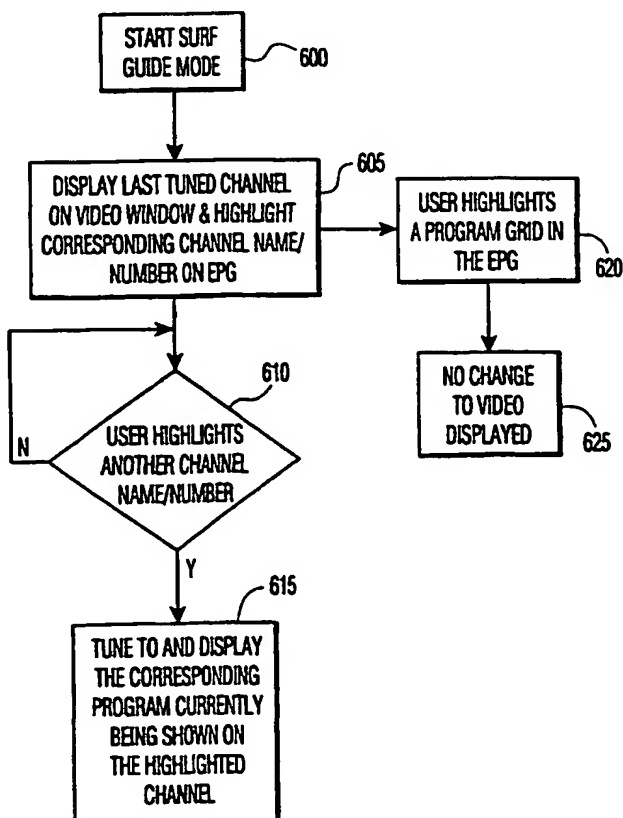 START SURF
GUIDE MODE
600
605
DISPLAY LAST TUNED CHANNEL
ON VIDEO WINDOW & HIGHLIGHT
CORRESPONDING CHANNEL NAME/
NUMBER ON EPG
USER HIGHLIGHTS
A PROGRAM GRID IN
THE EPG
620
NO CHANGE
TO VIDEO
DISPLAYED
625
610
USER HIGHLIGHTS
ANOTHER CHANNEL
NAME/NUMBER
N
Y
615
TUNE TO AND DISPLAY
THE CORRESPONDING
PROGRAM CURRENTLY
BEING SHOWN ON
THE HIGHLIGHTED
CHANNEL